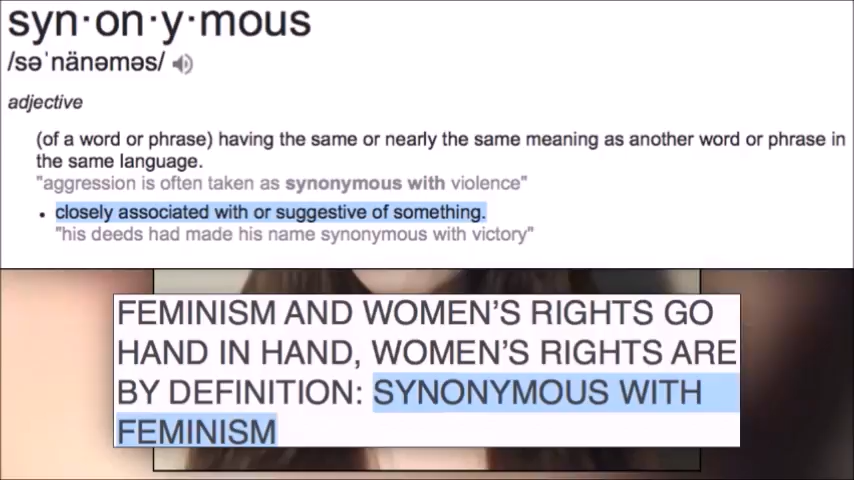 syn·on·y·mous
/səˈnänəməs/
adjective
(of a word or phrase) having the same or nearly the same meaning as another word or phrase in
the same language.
"aggression is often taken as synonymous with violence"
• closely associated with or suggestive of something.
"his deeds had made his name synonymous with victory"
FEMINISM AND WOMEN'S RIGHTS GO
HAND IN HAND, WOMEN'S RIGHTS ARE
BY DEFINITION: SYNONYMOUS WITH
FEMINISM